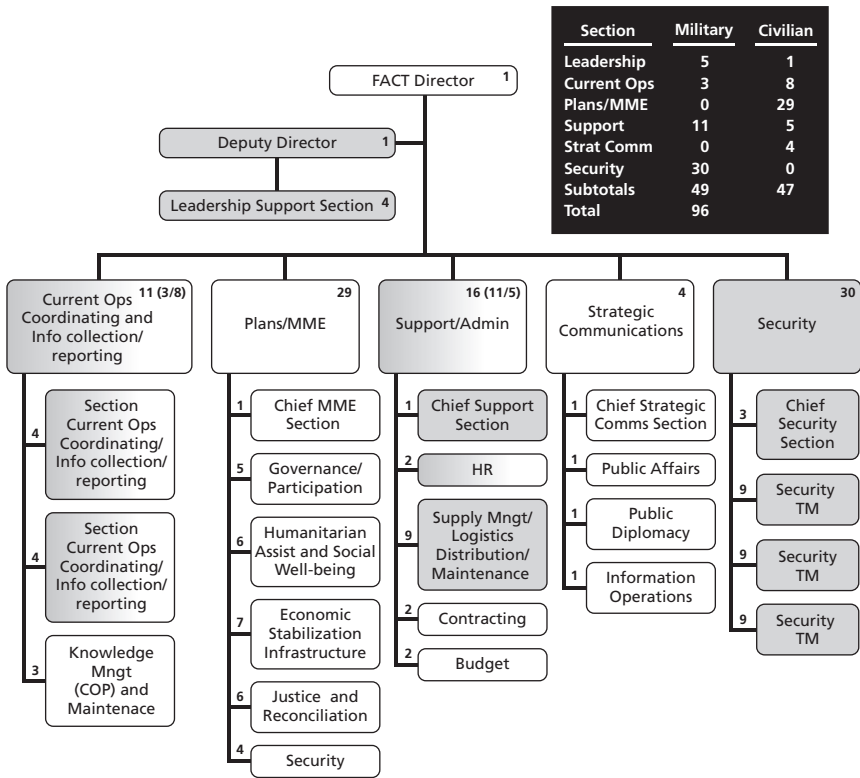 Section Military Civilian
Leadership 5 1
Current Ops 3 8
Plans/MME 0 29
Support 11 5
Strat Comm 0 4
Security 30 0
Subtotals 49 47
Total 96
FACT Director 1
Deputy Director 1
Leadership Support Section 4
11 (3/8)
Current Ops
Coordinating and
Info collection/
reporting
4
Section
Current Ops
Coordinating/
Info collection/
reporting
4
Section
Current Ops
Coordinating/
Info collection/
reporting
3
Knowledge
Mngt
(COP) and
Maintenace
29
Plans/MME
1
Chief MME
Section
5
Governance/
Participation
6
Humanitarian
Assist and Social
Well-being
7
Economic
Stabilization
Infrastructure
6
Justice and
Reconciliation
4
Security
16 (11/5)
Support/Admin
1
Chief Support
Section
2
HR
9
Supply Mngt/
Logistics
Distribution/
Maintenance
2
Contracting
2
Budget
4
Strategic
Communications
1
Chief Strategic
Comms Section
1
Public Affairs
1
Public
Diplomacy
1
Information
Operations
30
Security
3
Chief
Security
Section
9
Security
TM
9
Security
TM
9
Security
TM